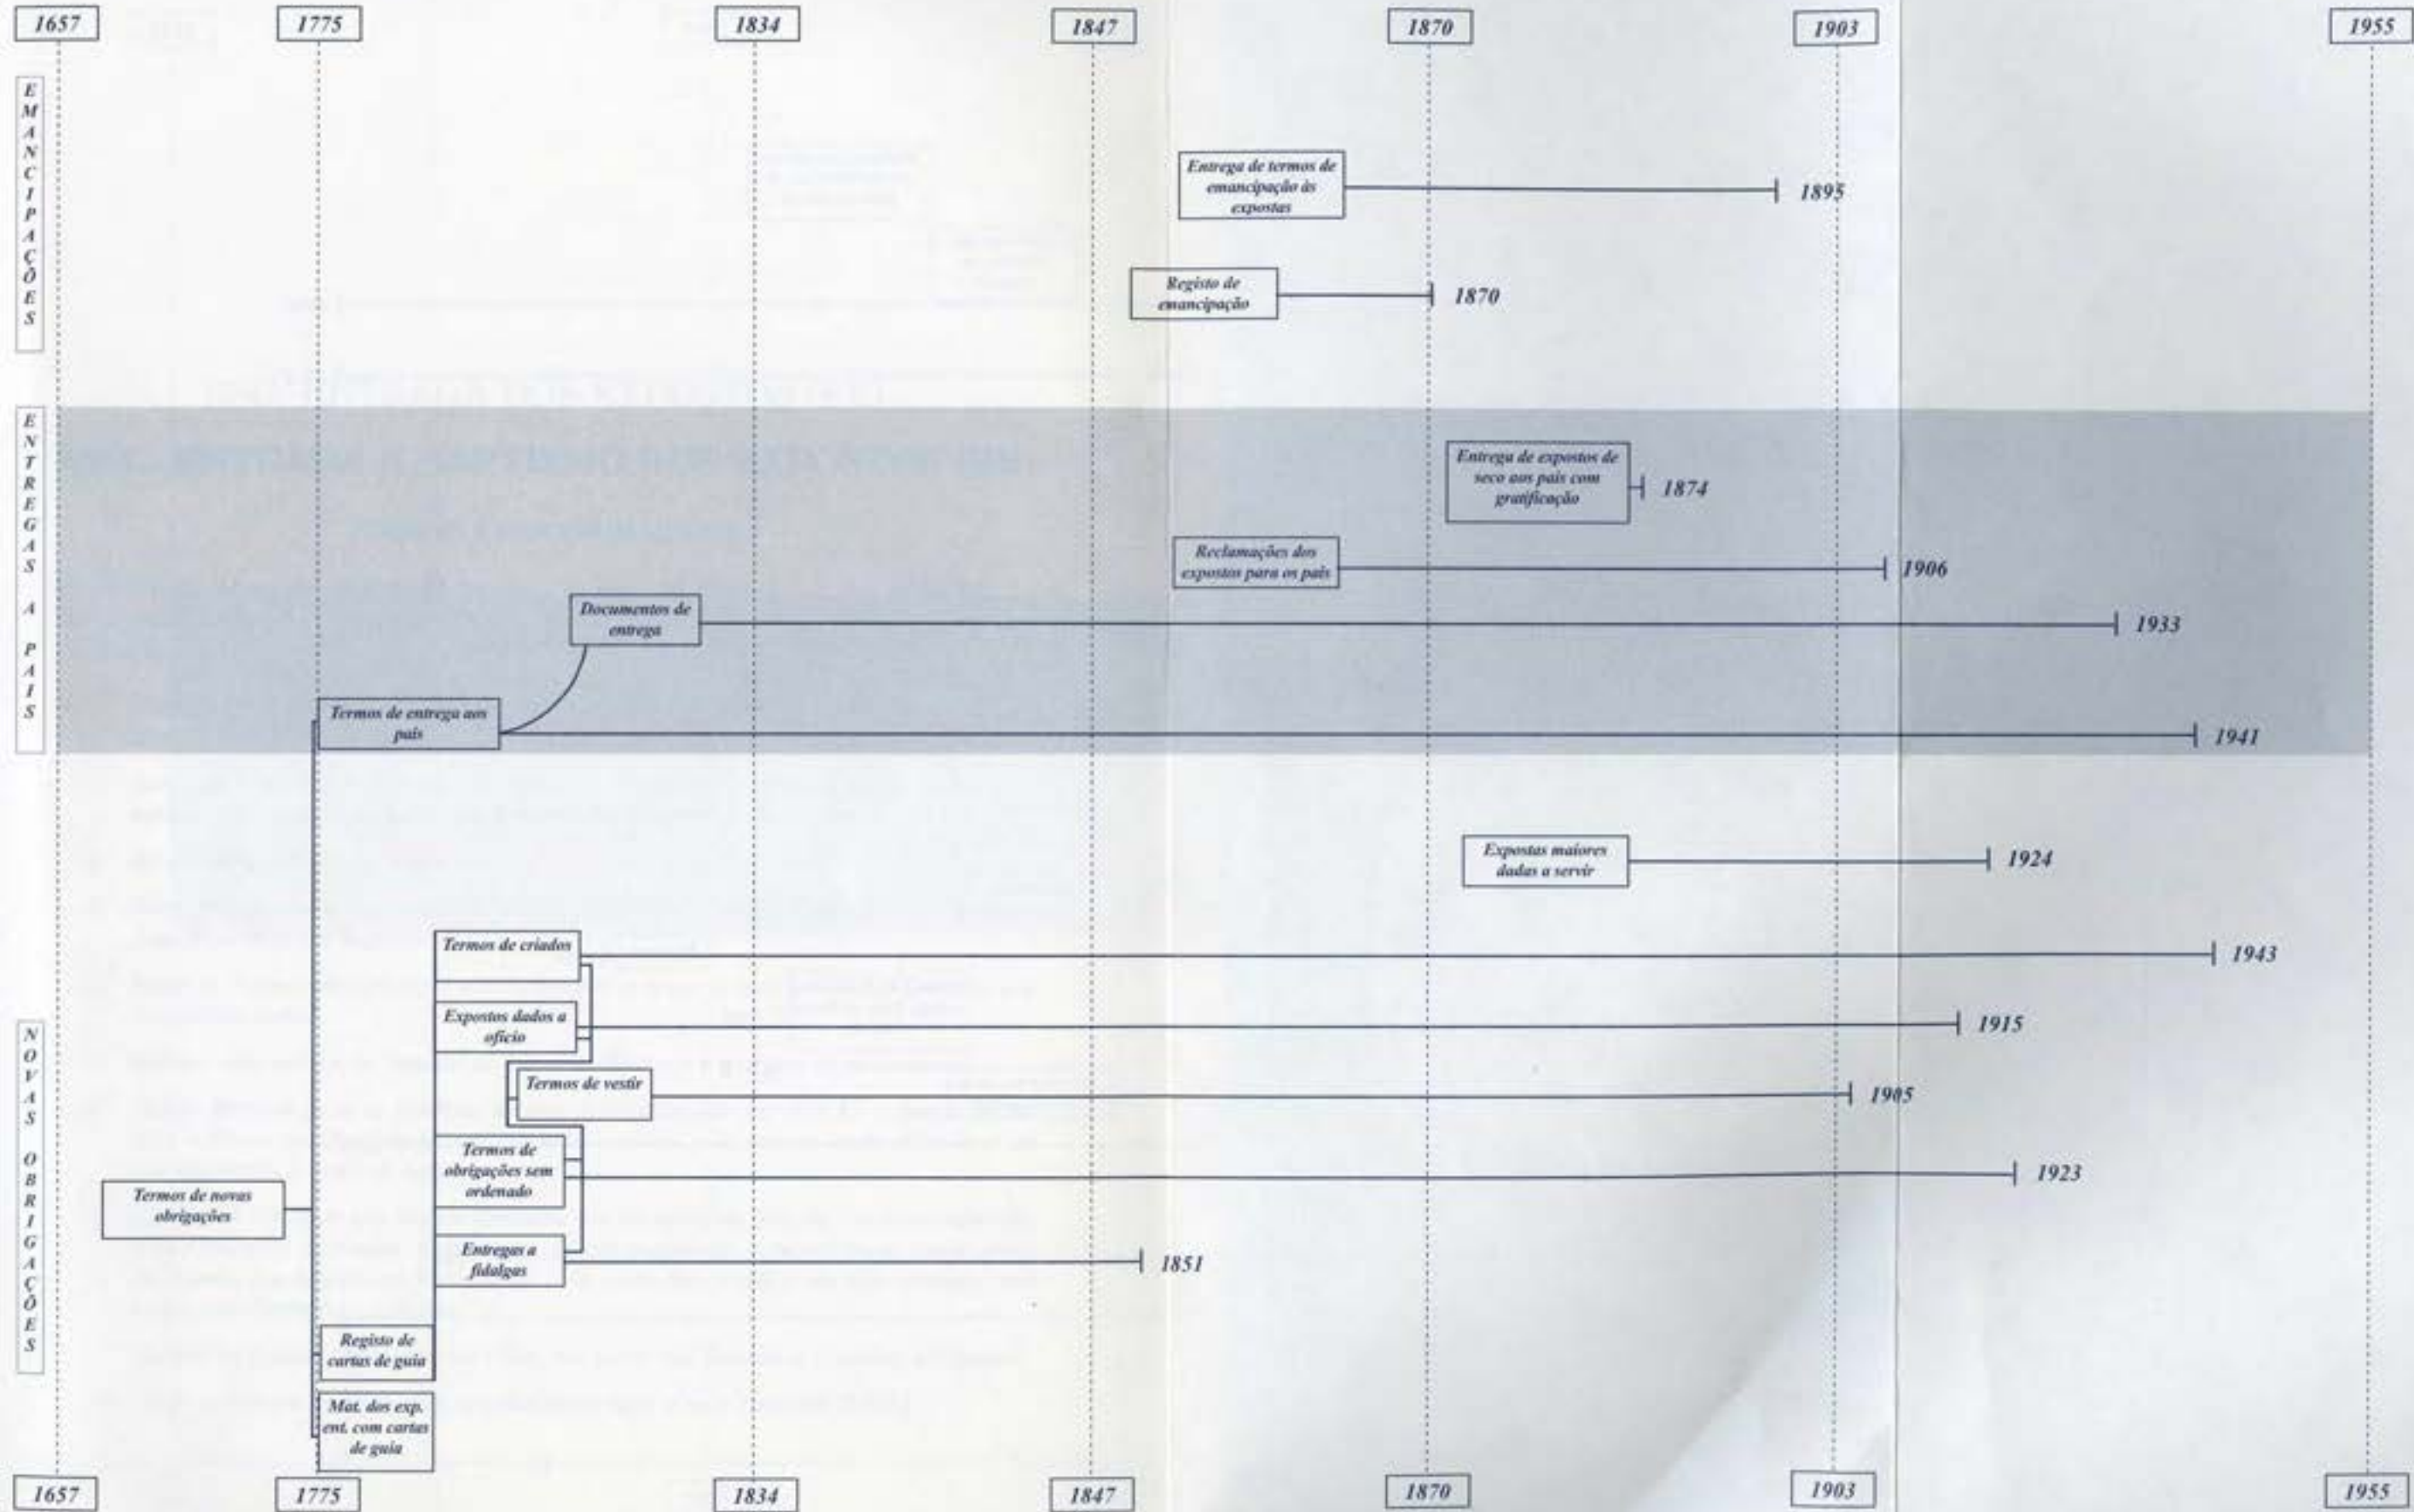 1657 1775 1834 1847 1870 1903 1955
EMANCIPAÇÕES
Entrega de termos de
emancipação às
expostas
1895
Registo de
emancipação
1870
ENTREGAS A PAIS
Entrega de expostos de
seco aos pais com
gratificação
1874
Reclamações dos
expostos para os pais
1906
Documentos de
entrega
1933
Termos de entrega aos
pais
1941
NOVAS OBRIGAÇÕES
Expostas maiores
dadas a servir
1924
Termos de criados
1943
Expostos dados a
ofício
1915
Termos de vestir
1905
Termos de
obrigações sem
ordenado
1923
Termos de novas
obrigações
Entregas a
fidalgas
1851
Registo de
cartas de guia
Mat. dos exp.
ent. com cartas
de guia
1657 1775 1834 1847 1870 1903 1955